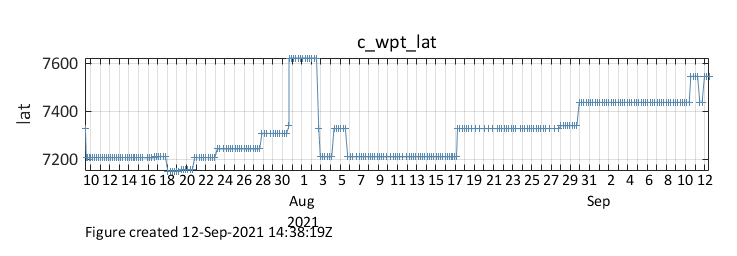 c_wpt_lat
7600
7400
7200
lat
10 12 14 16 18 20 22 24 26 28 30 1 3 5 7 9 11 13 15 17 19 21 23 25 27 29 31 2 4 6 8 10 12
Aug Sep
2021
Figure created 12-Sep-2021 14:38:19Z